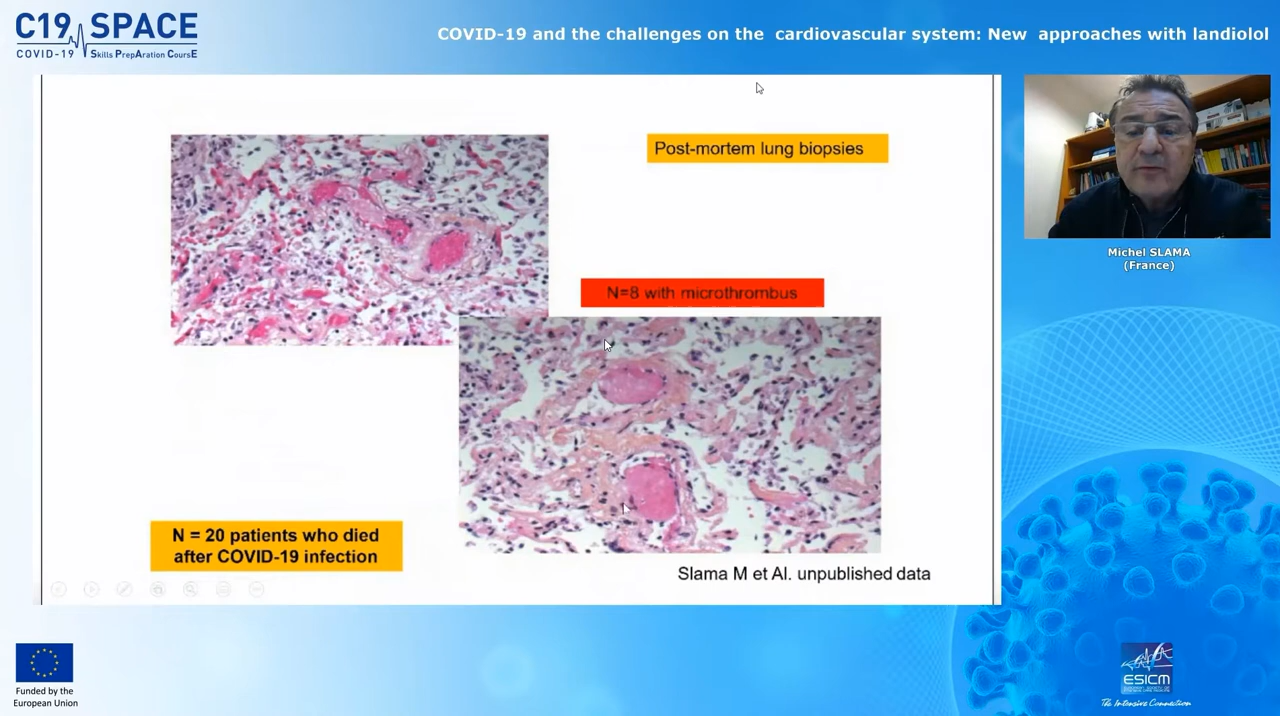 C19 SPACE
COVID-19 Skills PrepAration CoursE
COVID-19 and the challenges on the cardiovascular system: New approaches with landiolol
Post-mortem lung biopsies
N=8 with microthrombus
N = 20 patients who died
after COVID-19 infection
Slama M et Al. unpublished data
Michel SLAMA
(France)
Funded by the
European Union
ESICM
The Intensive Connection